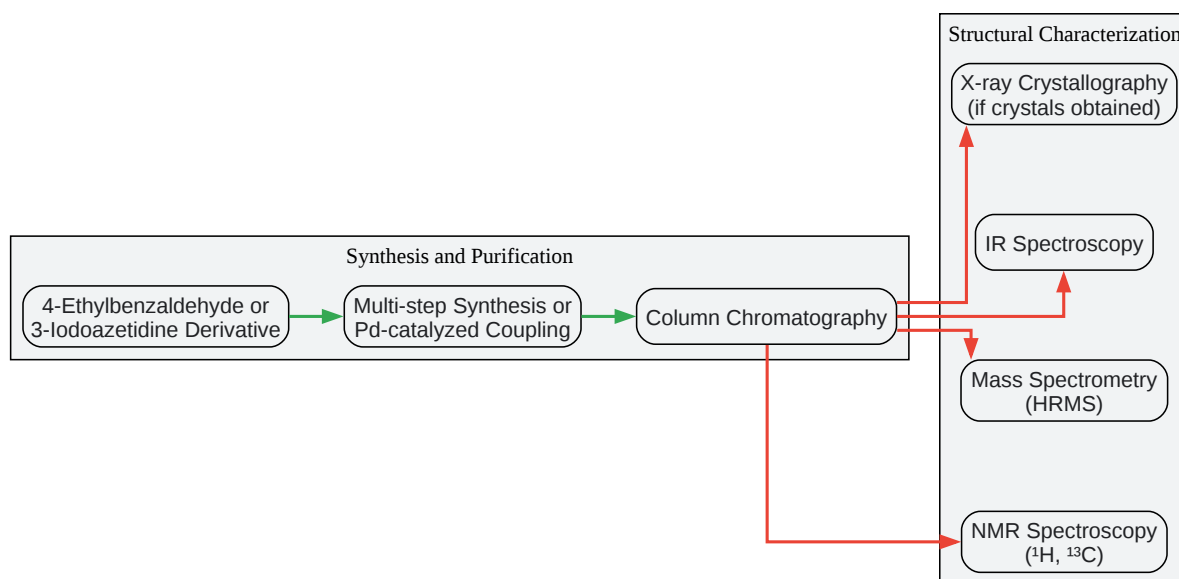 Structural Characterization
X-ray Crystallography
(if crystals obtained)
IR Spectroscopy
Synthesis and Purification
4-Ethylbenzaldehyde or
3-Iodoazetidine Derivative
Multi-step Synthesis or
Pd-catalyzed Coupling
Column Chromatography
Mass Spectrometry
(HRMS)
NMR Spectroscopy
(¹H, ¹³C)